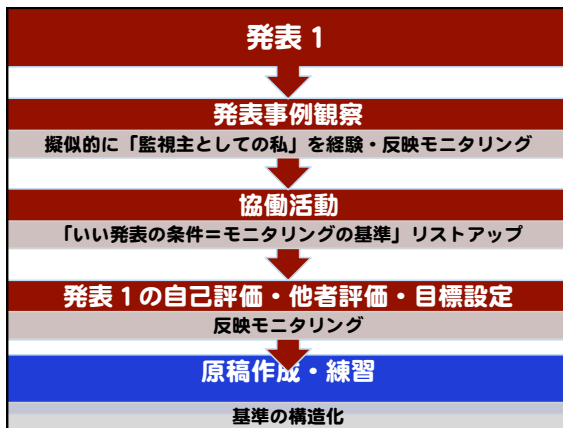 発表１
発表事例観察
擬似的に「監視主としての私」を経験・反映モニタリング
協働活動
「いい発表の条件＝モニタリングの基準」リストアップ
発表１の自己評価・他者評価・目標設定
反映モニタリング
原稿作成・練習
基準の構造化